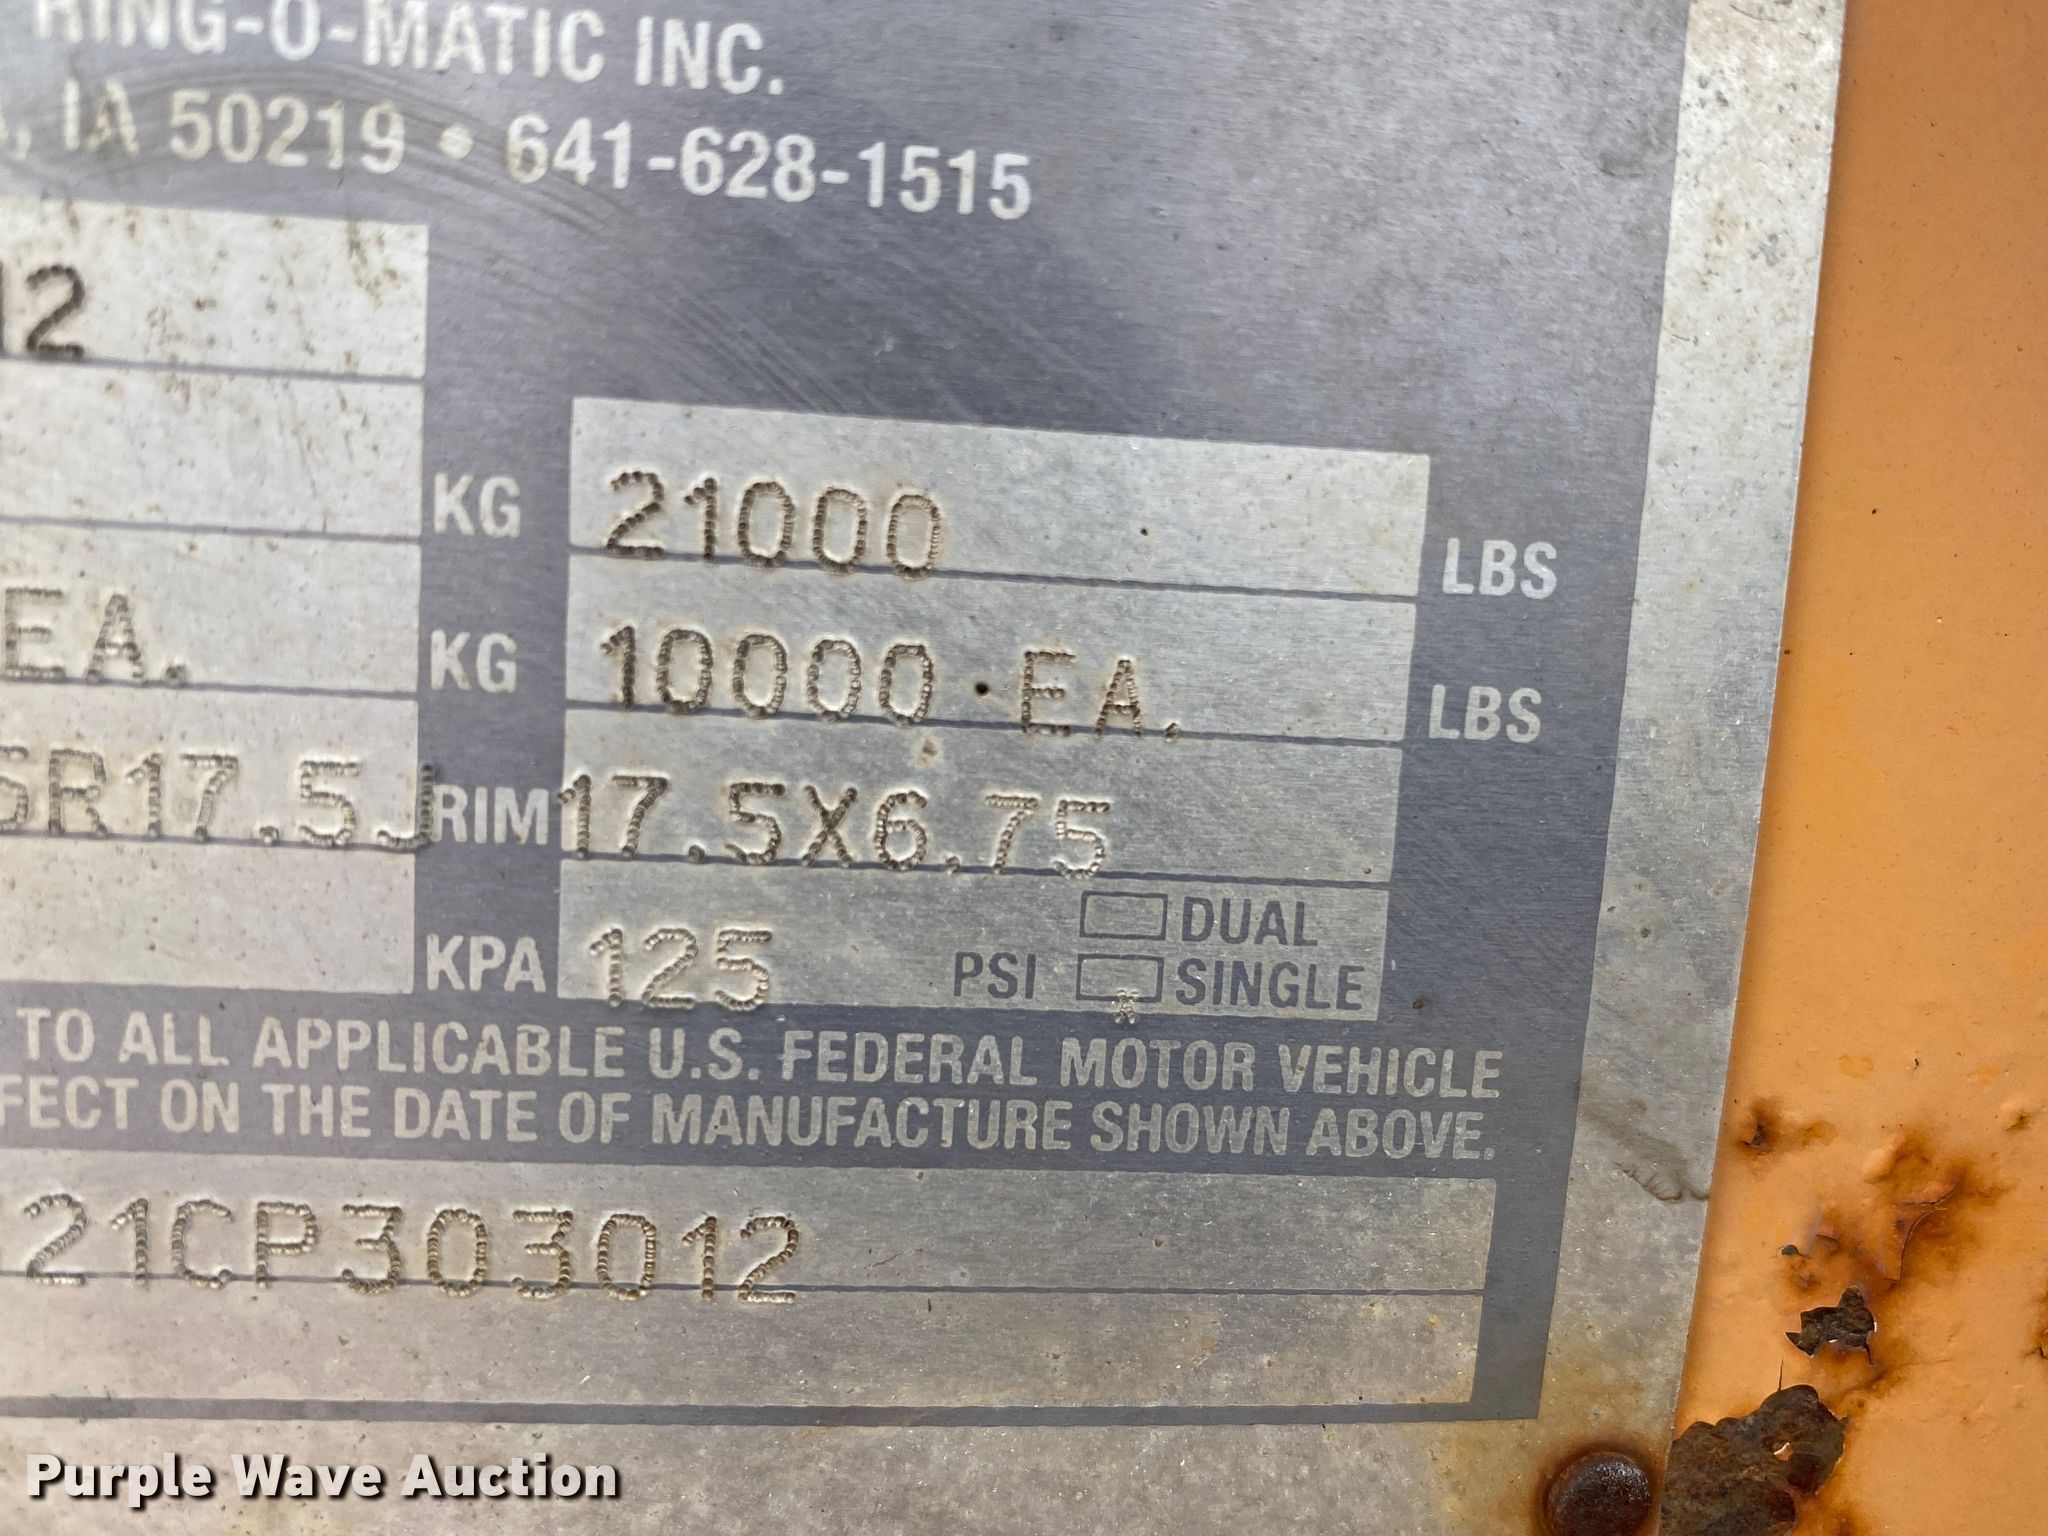 RING-O-MATIC INC.
, IA 50219 • 641-628-1515
12
KG 21000 LBS
EA. KG 10000 EA. LBS
5R17.5J RIM 17.5X6.75
DUAL
KPA 125 PSI X SINGLE
TO ALL APPLICABLE U.S. FEDERAL MOTOR VEHICLE
FECT ON THE DATE OF MANUFACTURE SHOWN ABOVE.
21CP303012
Purple Wave Auction